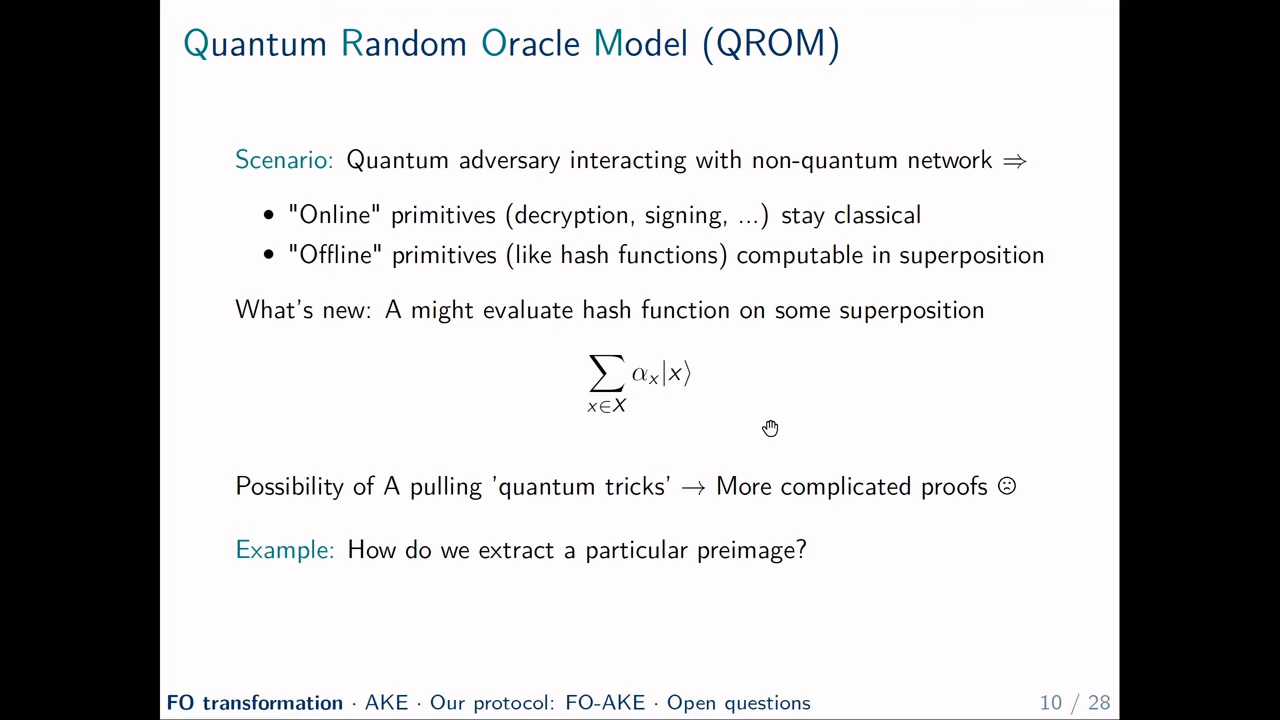 Quantum Random Oracle Model (QROM)
Scenario: Quantum adversary interacting with non-quantum network ⇒
• "Online" primitives (decryption, signing, ...) stay classical
• "Offline" primitives (like hash functions) computable in superposition
What's new: A might evaluate hash function on some superposition
∑ αₓ|x⟩
x∈X
Possibility of A pulling 'quantum tricks' → More complicated proofs ☹
Example: How do we extract a particular preimage?
FO transformation · AKE · Our protocol: FO-AKE · Open questions 10 / 28